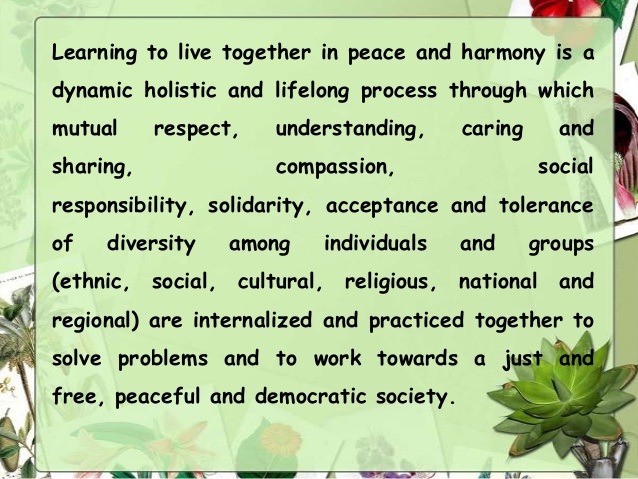 Learning to live together in peace and harmony is a
dynamic holistic and lifelong process through which
mutual respect, understanding, caring and
sharing, compassion, social
responsibility, solidarity, acceptance and tolerance
of diversity among individuals and groups
(ethnic, social, cultural, religious, national and
regional) are internalized and practiced together to
solve problems and to work towards a just and
free, peaceful and democratic society.